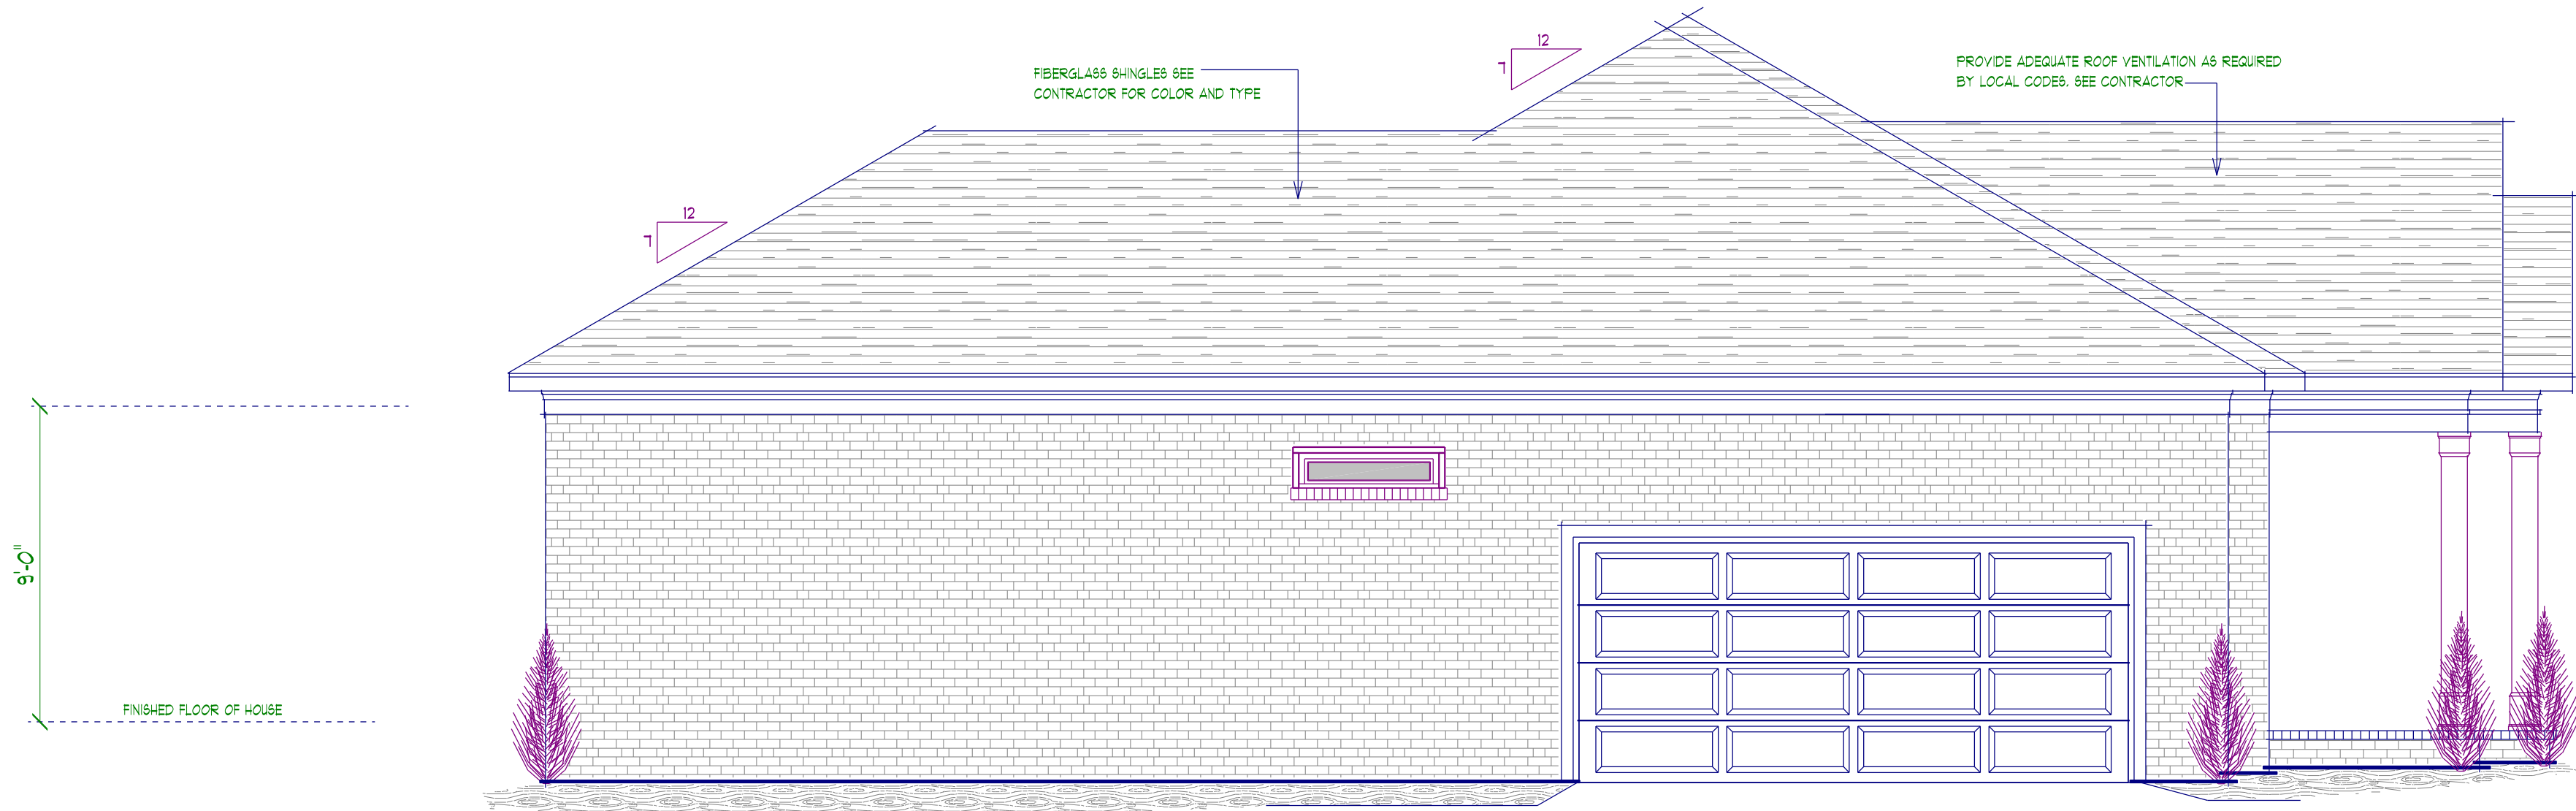 12
7
FIBERGLASS SHINGLES SEE
CONTRACTOR FOR COLOR AND TYPE
PROVIDE ADEQUATE ROOF VENTILATION AS REQUIRED
BY LOCAL CODES, SEE CONTRACTOR
12
7
9'-0"
FINISHED FLOOR OF HOUSE